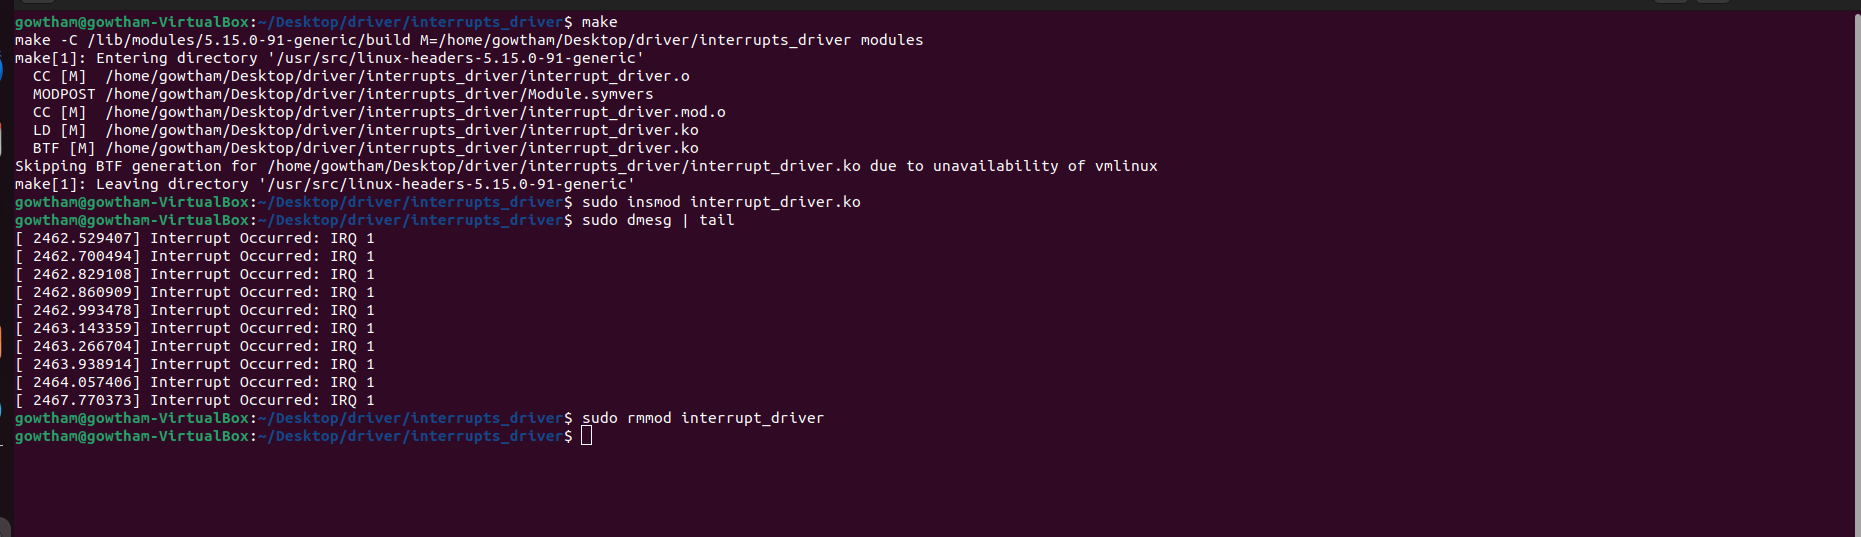 gowtham@gowtham-VirtualBox:~/Desktop/driver/interrupts_driver$ make
make -C /lib/modules/5.15.0-91-generic/build M=/home/gowtham/Desktop/driver/interrupts_driver modules
make[1]: Entering directory '/usr/src/linux-headers-5.15.0-91-generic'
  CC [M]  /home/gowtham/Desktop/driver/interrupts_driver/interrupt_driver.o
  MODPOST /home/gowtham/Desktop/driver/interrupts_driver/Module.symvers
  CC [M]  /home/gowtham/Desktop/driver/interrupts_driver/interrupt_driver.mod.o
  LD [M]  /home/gowtham/Desktop/driver/interrupts_driver/interrupt_driver.ko
  BTF [M] /home/gowtham/Desktop/driver/interrupts_driver/interrupt_driver.ko
Skipping BTF generation for /home/gowtham/Desktop/driver/interrupts_driver/interrupt_driver.ko due to unavailability of vmlinux
make[1]: Leaving directory '/usr/src/linux-headers-5.15.0-91-generic'
gowtham@gowtham-VirtualBox:~/Desktop/driver/interrupts_driver$ sudo insmod interrupt_driver.ko
gowtham@gowtham-VirtualBox:~/Desktop/driver/interrupts_driver$ sudo dmesg | tail
[ 2462.529407] Interrupt Occurred: IRQ 1
[ 2462.700494] Interrupt Occurred: IRQ 1
[ 2462.829108] Interrupt Occurred: IRQ 1
[ 2462.860909] Interrupt Occurred: IRQ 1
[ 2462.993478] Interrupt Occurred: IRQ 1
[ 2463.143359] Interrupt Occurred: IRQ 1
[ 2463.266704] Interrupt Occurred: IRQ 1
[ 2463.938914] Interrupt Occurred: IRQ 1
[ 2464.057406] Interrupt Occurred: IRQ 1
[ 2467.770373] Interrupt Occurred: IRQ 1
gowtham@gowtham-VirtualBox:~/Desktop/driver/interrupts_driver$ sudo rmmod interrupt_driver
gowtham@gowtham-VirtualBox:~/Desktop/driver/interrupts_driver$